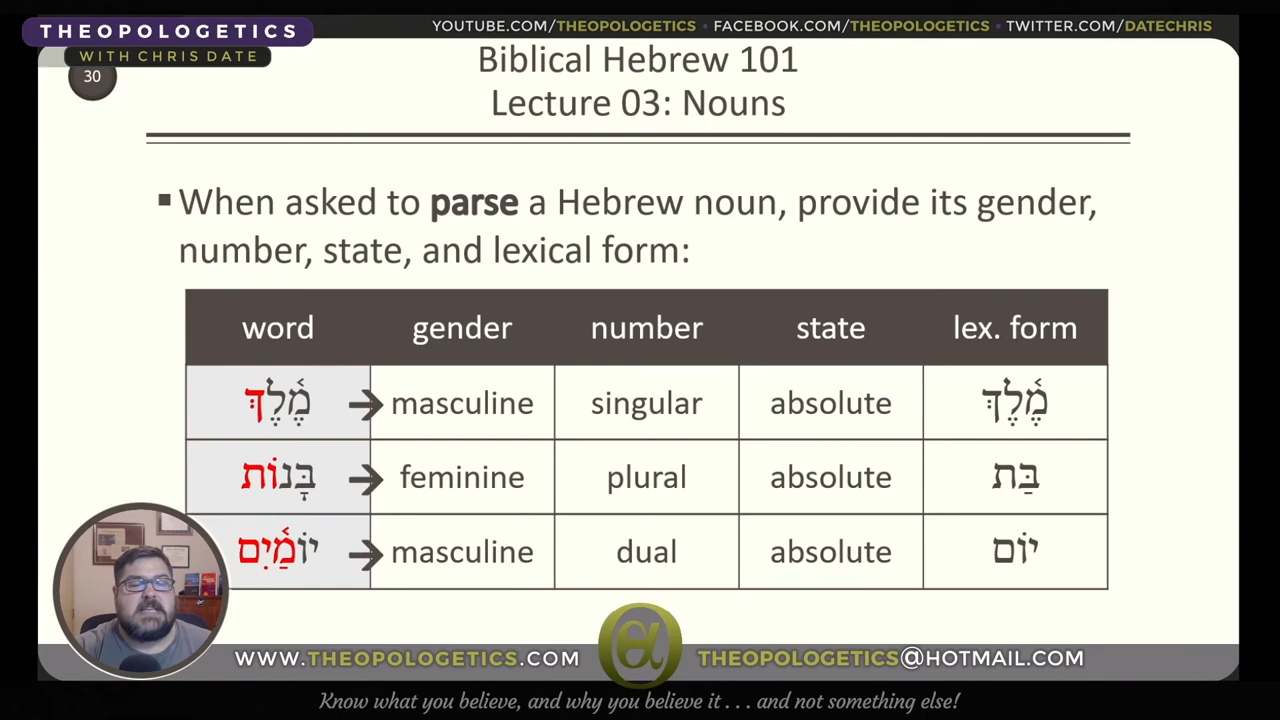 THEOPOLOGETICS
WITH CHRIS DATE
YOUTUBE.COM/THEOPOLOGETICS • FACEBOOK.COM/THEOPOLOGETICS • TWITTER.COM/DATECHRIS
30
Biblical Hebrew 101
Lecture 03: Nouns
▪ When asked to parse a Hebrew noun, provide its gender,
number, state, and lexical form:
word gender number state lex. form
מֶ֫לֶךְ → masculine singular absolute מֶ֫לֶךְ
בָּנוֹת → feminine plural absolute בַּת
יוֹמַ֫יִם → masculine dual absolute יוֹם
WWW.THEOPOLOGETICS.COM THEOPOLOGETICS@HOTMAIL.COM
Know what you believe, and why you believe it . . . and not something else!